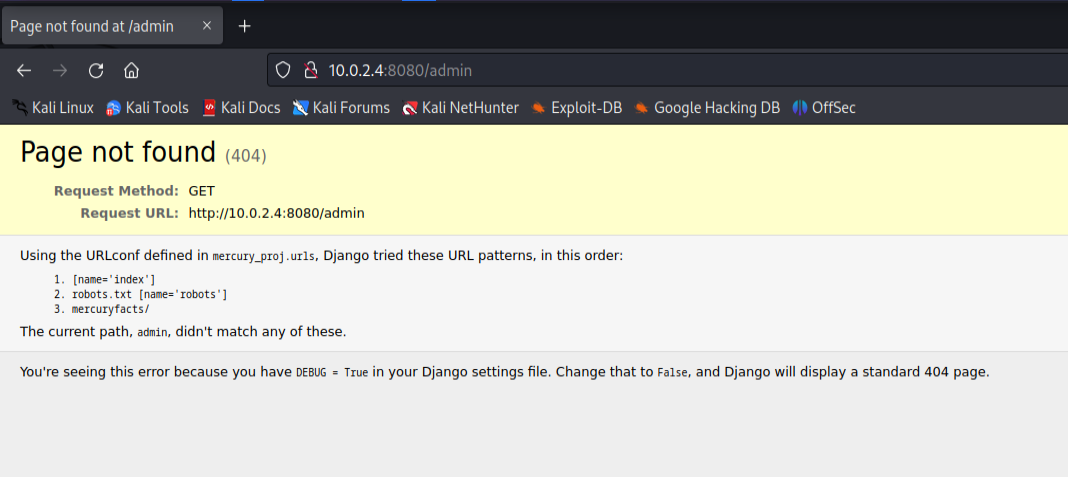 Page not found at /admin
10.0.2.4:8080/admin
Kali Linux Kali Tools Kali Docs Kali Forums Kali NetHunter Exploit-DB Google Hacking DB OffSec
Page not found (404)
Request Method: GET
Request URL: http://10.0.2.4:8080/admin
Using the URLconf defined in mercury_proj.urls, Django tried these URL patterns, in this order:
1. [name='index']
2. robots.txt [name='robots']
3. mercuryfacts/
The current path, admin, didn't match any of these.
You're seeing this error because you have DEBUG = True in your Django settings file. Change that to False, and Django will display a standard 404 page.